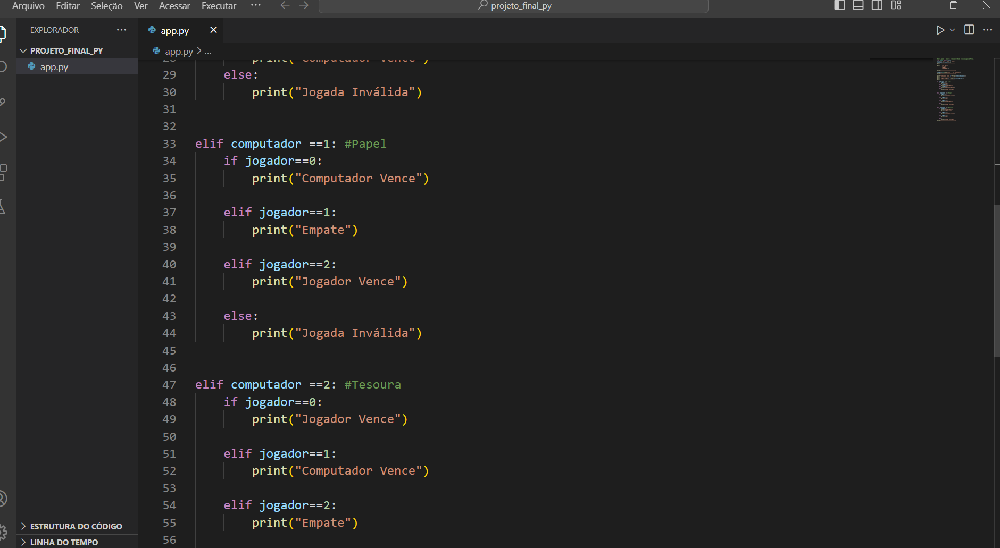 Arquivo Editar Seleção Ver Acessar Executar ··· projeto_final_py
EXPLORADOR ···
PROJETO_FINAL_PY
app.py
ESTRUTURA DO CÓDIGO
LINHA DO TEMPO
app.py
app.py > ...
28 print("Computador Vence")
29 else:
30 print("Jogada Inválida")
31
32
33 elif computador ==1: #Papel
34 if jogador==0:
35 print("Computador Vence")
36
37 elif jogador==1:
38 print("Empate")
39
40 elif jogador==2:
41 print("Jogador Vence")
42
43 else:
44 print("Jogada Inválida")
45
46
47 elif computador ==2: #Tesoura
48 if jogador==0:
49 print("Jogador Vence")
50
51 elif jogador==1:
52 print("Computador Vence")
53
54 elif jogador==2:
55 print("Empate")
56